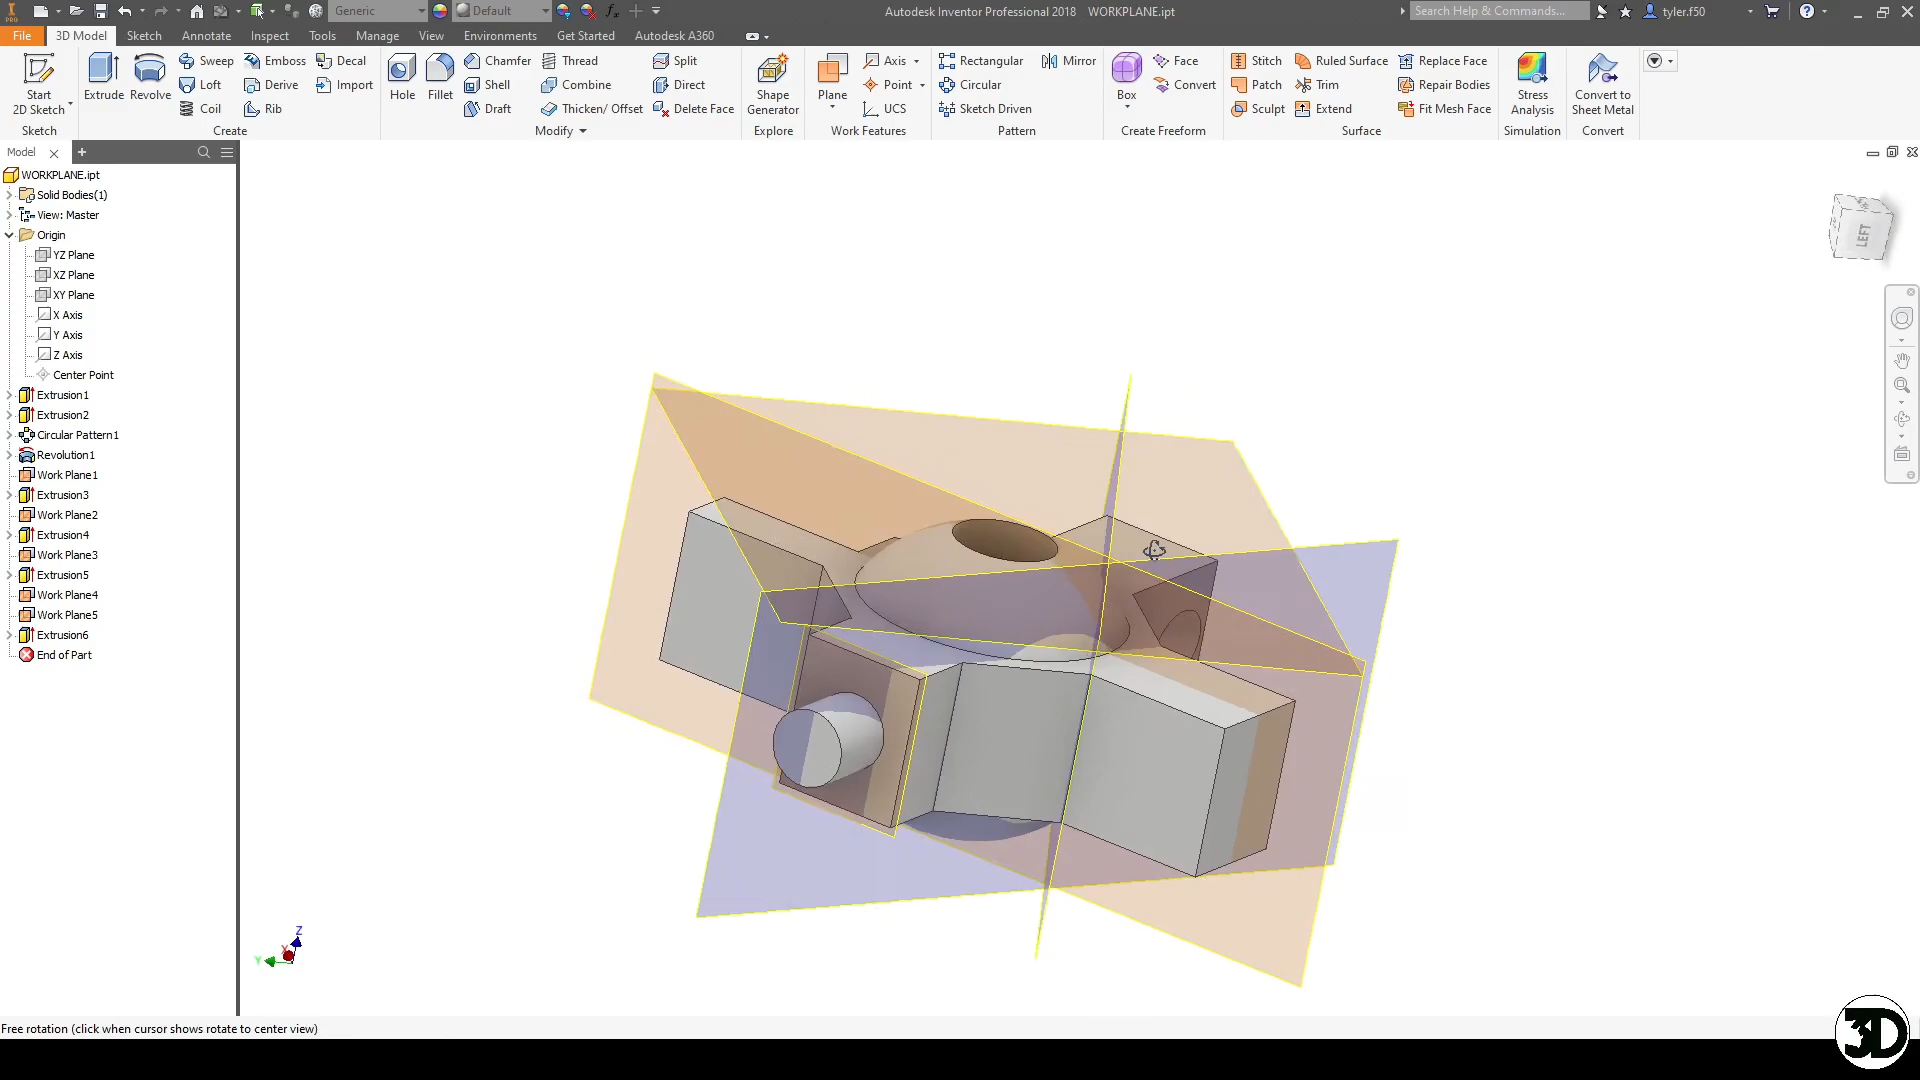 Generic
Default
Autodesk Inventor Professional 2018 WORKPLANE.ipt
Search Help & Commands...
tyler.f50
File 3D Model Sketch Annotate Inspect Tools Manage View Environments Get Started Autodesk A360
Start
2D Sketch
Extrude
Revolve
Sweep
Loft
Coil
Emboss
Derive
Rib
Decal
Import
Hole
Fillet
Chamfer
Shell
Draft
Thread
Combine
Thicken/ Offset
Split
Direct
Delete Face
Shape
Generator
Plane
Axis
Point
UCS
Rectangular
Circular
Sketch Driven
Mirror
Box
Face
Convert
Stitch
Patch
Sculpt
Ruled Surface
Trim
Extend
Replace Face
Repair Bodies
Fit Mesh Face
Stress
Analysis
Convert to
Sheet Metal
Sketch Create Modify Explore Work Features Pattern Create Freeform Surface Simulation Convert
Model
WORKPLANE.ipt
Solid Bodies(1)
View: Master
Origin
YZ Plane
XZ Plane
XY Plane
X Axis
Y Axis
Z Axis
Center Point
Extrusion1
Extrusion2
Circular Pattern1
Revolution1
Work Plane1
Extrusion3
Work Plane2
Extrusion4
Work Plane3
Extrusion5
Work Plane4
Work Plane5
Extrusion6
End of Part
LEFT
Z
X
Y
Free rotation (click when cursor shows rotate to center view)
3D